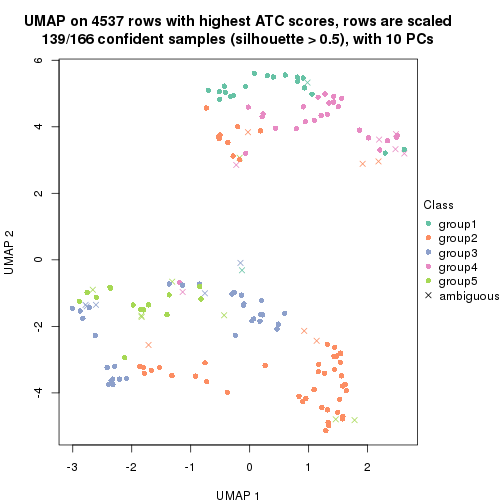 UMAP on 4537 rows with highest ATC scores, rows are scaled
139/166 confident samples (silhouette > 0.5), with 10 PCs
6
4
2
0
-2
-4
UMAP 2
-3
-2
-1
0
1
2
UMAP 1
Class
group1
group2
group3
group4
group5
ambiguous